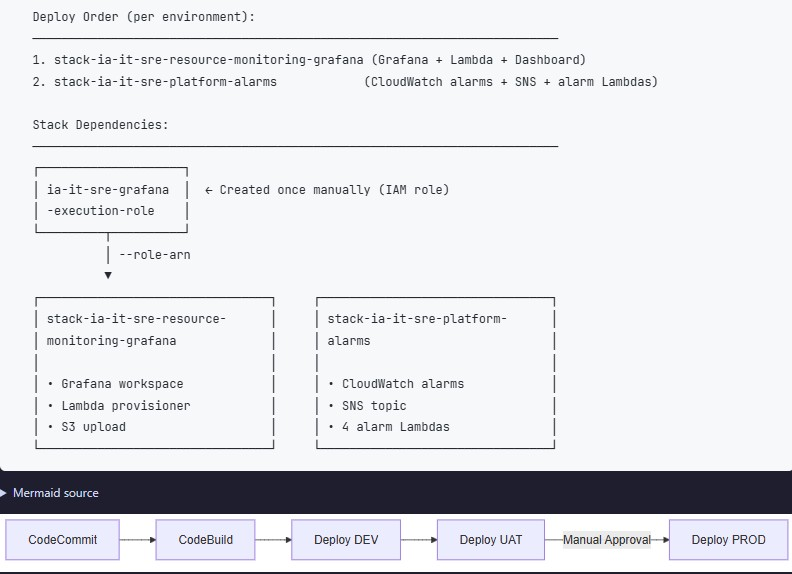 Deploy Order (per environment):
1. stack-ia-it-sre-resource-monitoring-grafana (Grafana + Lambda + Dashboard)
2. stack-ia-it-sre-platform-alarms (CloudWatch alarms + SNS + alarm Lambdas)
Stack Dependencies:
ia-it-sre-grafana ← Created once manually (IAM role)
-execution-role
--role-arn
▼
stack-ia-it-sre-resource- stack-ia-it-sre-platform-
monitoring-grafana alarms
• Grafana workspace • CloudWatch alarms
• Lambda provisioner • SNS topic
• S3 upload • 4 alarm Lambdas
▶ Mermaid source
CodeCommit CodeBuild Deploy DEV Deploy UAT Manual Approval Deploy PROD